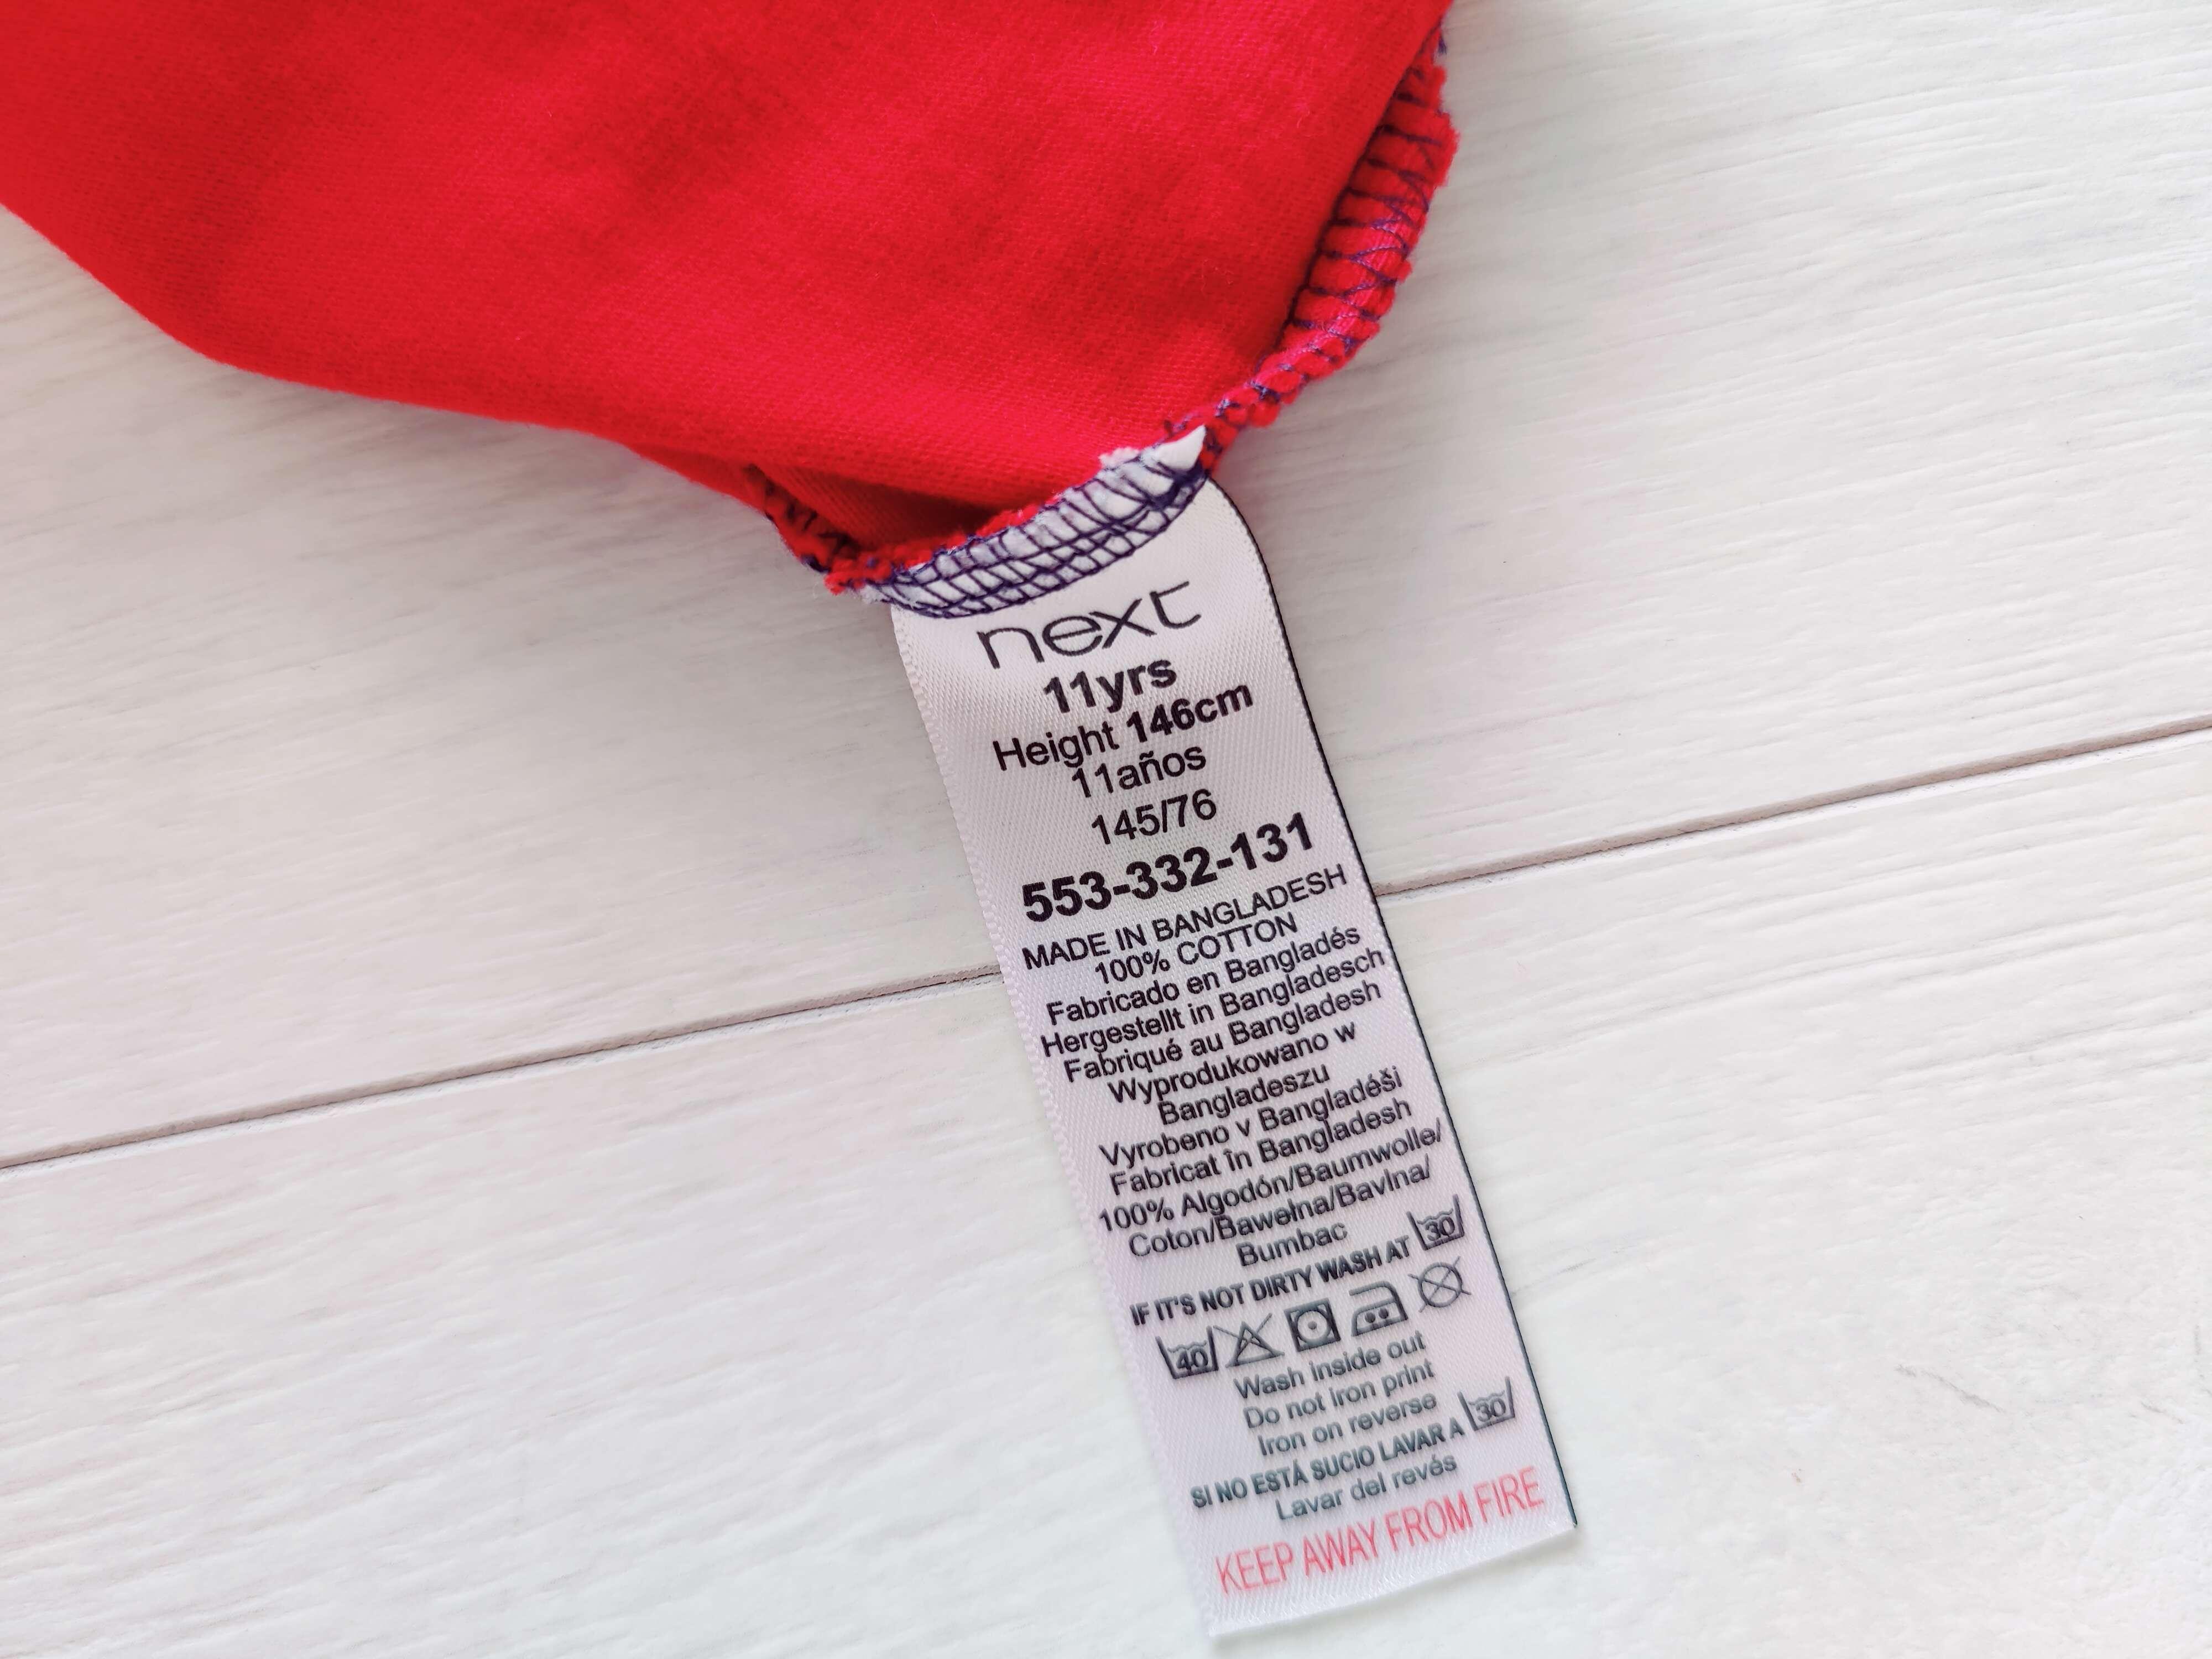 next
11yrs
Height 146cm
11años
145/76
553-332-131
MADE IN BANGLADESH
100% COTTON
Fabricado en Bangladés
Hergestellt in Bangladesch
Fabriqué au Bangladesh
Wyprodukowano w
Bangladeszu
Vyrobeno v Bangladéši
Fabricat în Bangladesh
100% Algodón/Baumwolle/
Coton/Bawełna/Bavlna/
Bumbac
IF IT'S NOT DIRTY WASH AT 30
40
Wash inside out
Do not iron print
Iron on reverse
SI NO ESTÁ SUCIO LAVAR A 30
Lavar del revés
KEEP AWAY FROM FIRE